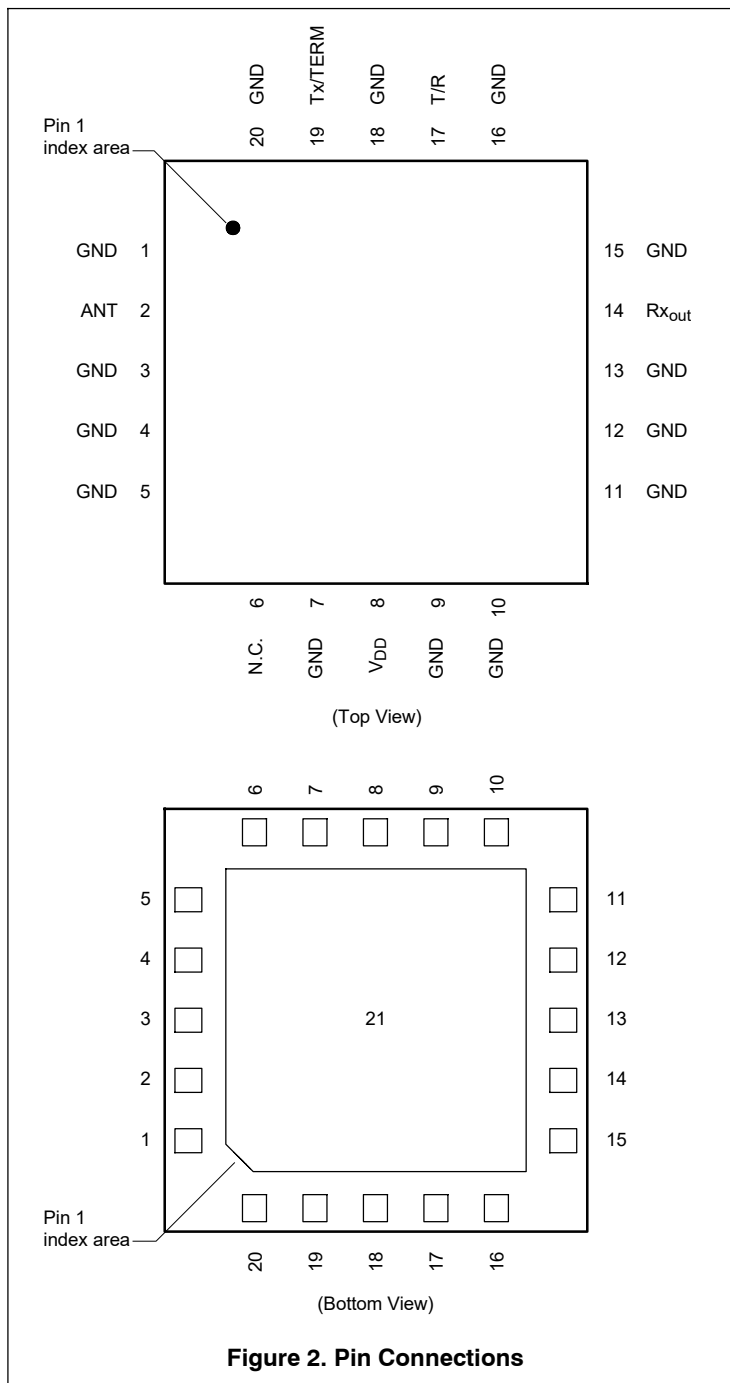 GND
Tx/TERM
GND
T/R
GND
20
19
18
17
16
Pin 1
index area
GND 1
15 GND
ANT 2
14 Rxout
GND 3
13 GND
GND 4
12 GND
GND 5
11 GND
6
7
8
9
10
N.C.
GND
VDD
GND
GND
(Top View)
6
7
8
9
10
5
11
4
12
3
21
13
2
14
1
15
Pin 1
index area
20
19
18
17
16
(Bottom View)
Figure 2. Pin Connections